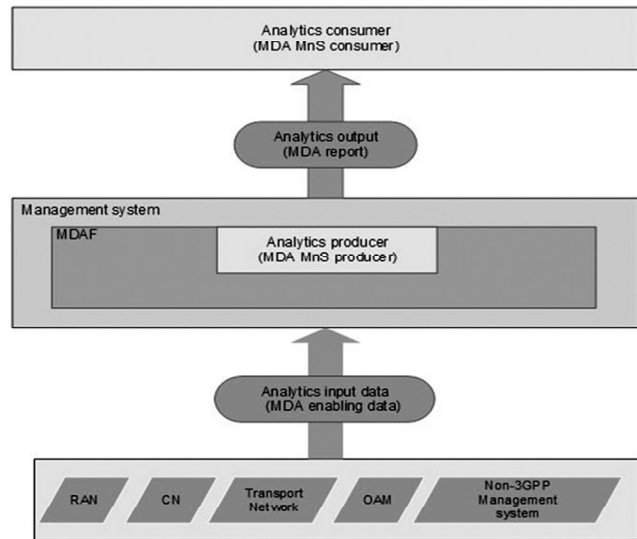 Analytics consumer
(MDA MnS consumer)
Analytics output
(MDA report)
Management system
MDAF
Analytics producer
(MDA MnS producer)
Analytics input data
(MDA enabling data)
RAN
CN
Transport
Network
OAM
Non-3GPP
Management
system